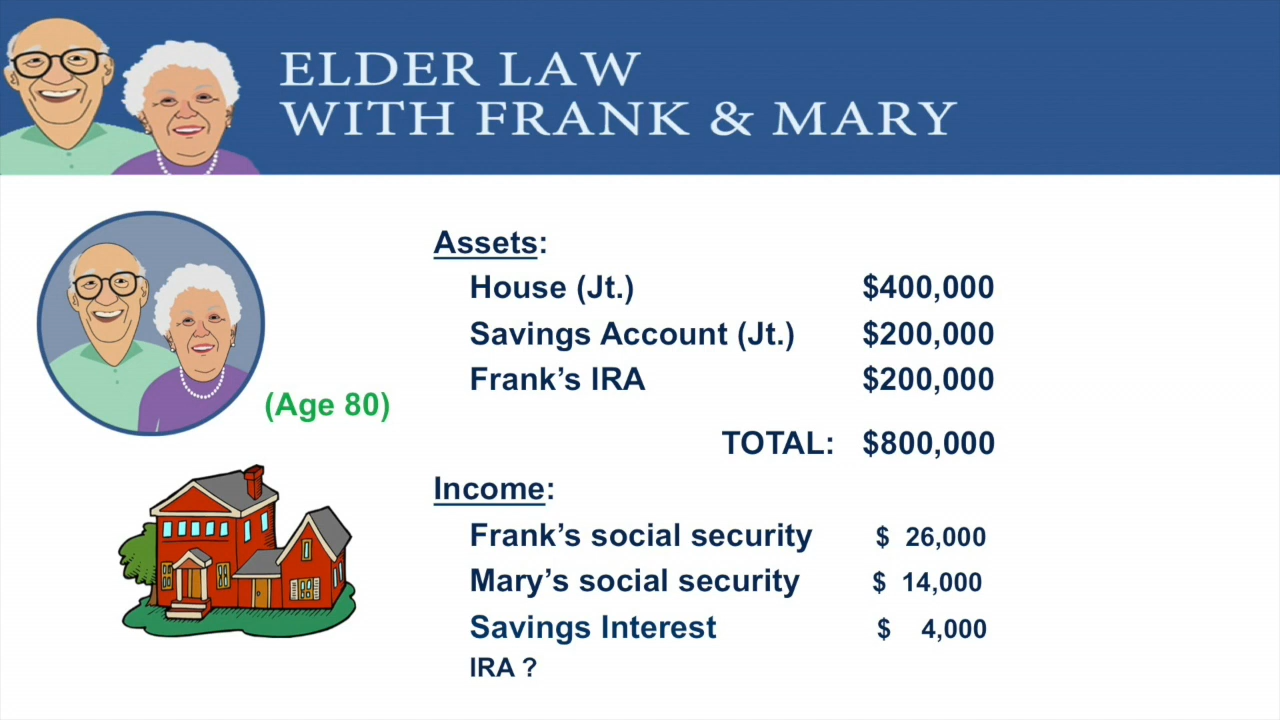 ELDER LAW
WITH FRANK & MARY
(Age 80)
Assets:
House (Jt.) $400,000
Savings Account (Jt.) $200,000
Frank’s IRA $200,000
TOTAL: $800,000
Income:
Frank’s social security $ 26,000
Mary’s social security $ 14,000
Savings Interest $ 4,000
IRA ?